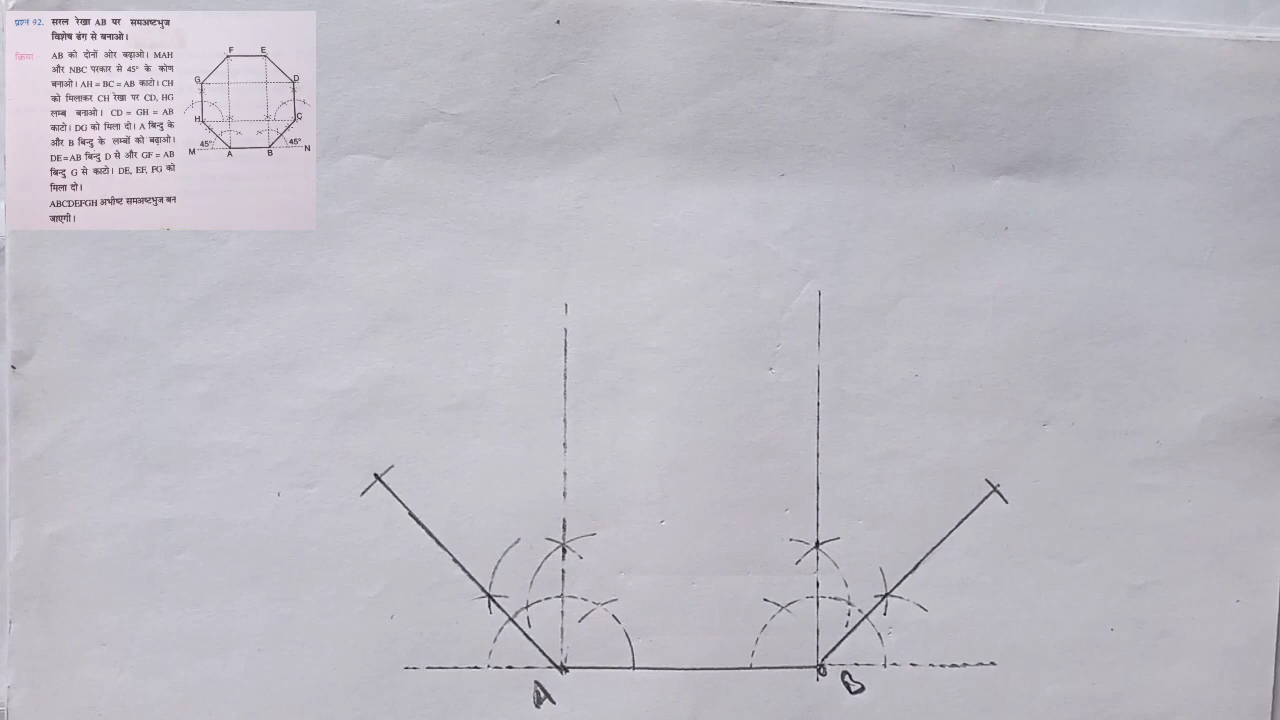 प्रश्न 92. सरल रेखा AB पर समअष्टभुज
विशेष ढंग से बनाओ।
क्रिया
AB को दोनों ओर बढ़ाओ। MAH
और NBC परकार से 45° के कोण
बनाओ। AH = BC = AB काटो। CH
को मिलाकर CH रेखा पर CD, HG
लम्ब बनाओ। CD = GH = AB
काटो। DG को मिला दो। A बिन्दु के
और B बिन्दु के लम्बों को बढ़ाओ।
DE=AB बिन्दु D से और GF = AB
बिन्दु G से काटो। DE, EF, FG को
मिला दो।
ABCDEFGH अभीष्ट समअष्टभुज बन
जाएगी।
F E
G D
H C
45° 45°
M A B N
A B